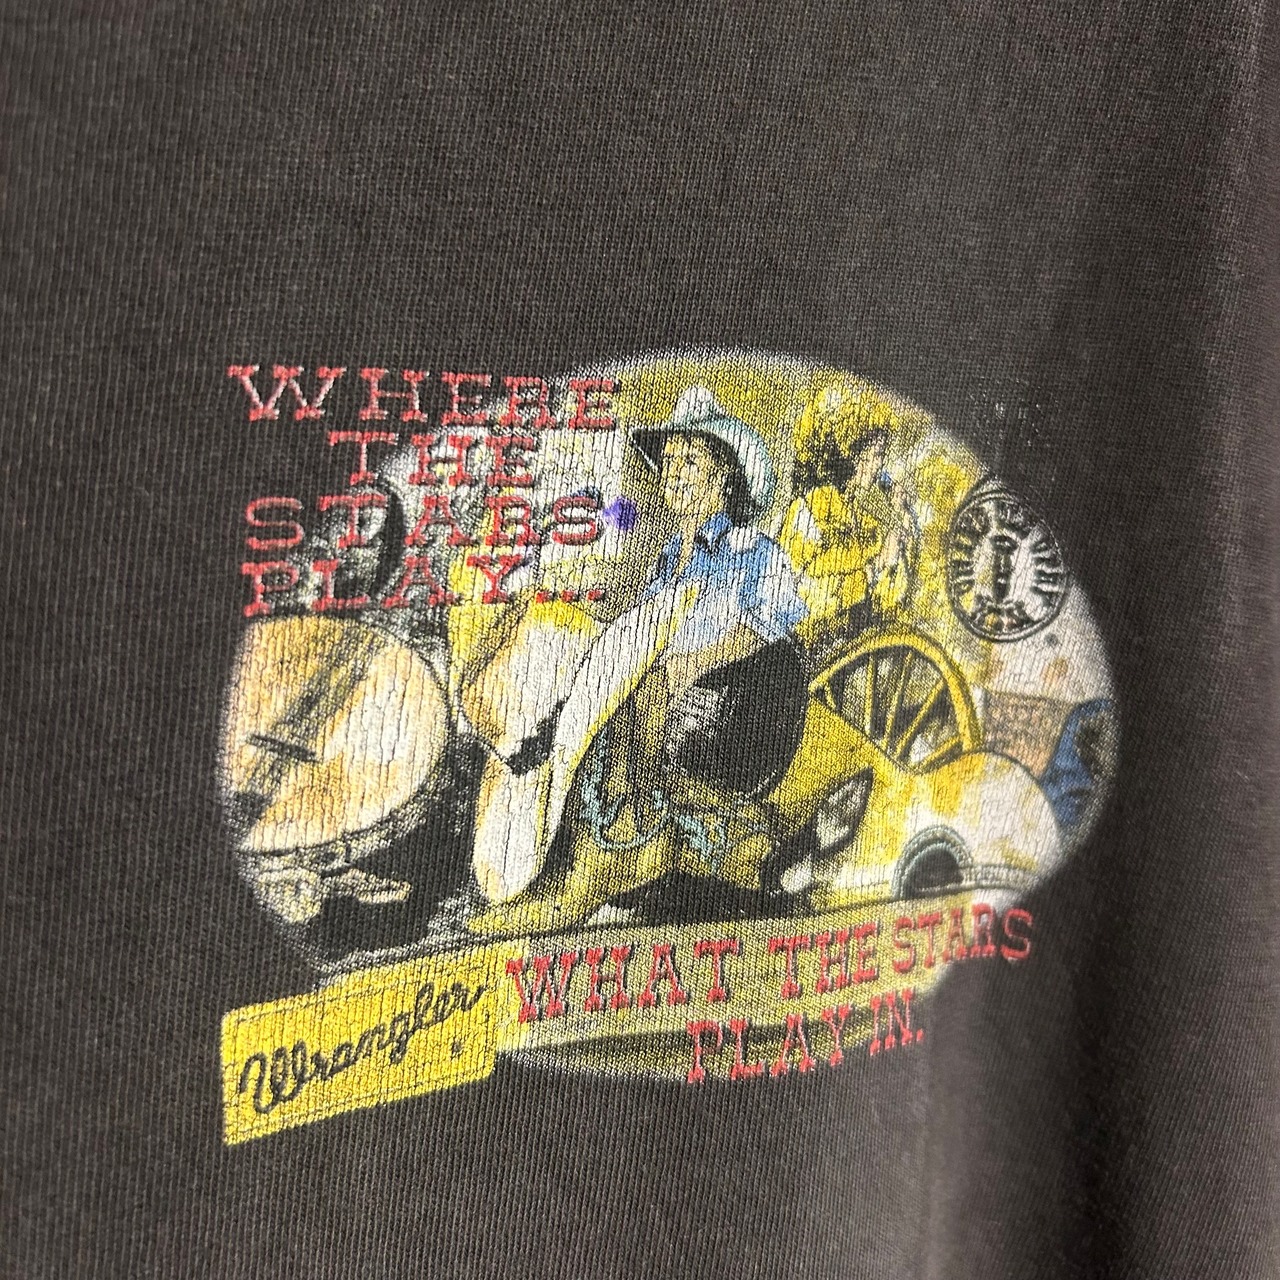 WHERE
THE
STARS
PLAY...
Wrangler
WHAT THE STARS
PLAY IN.